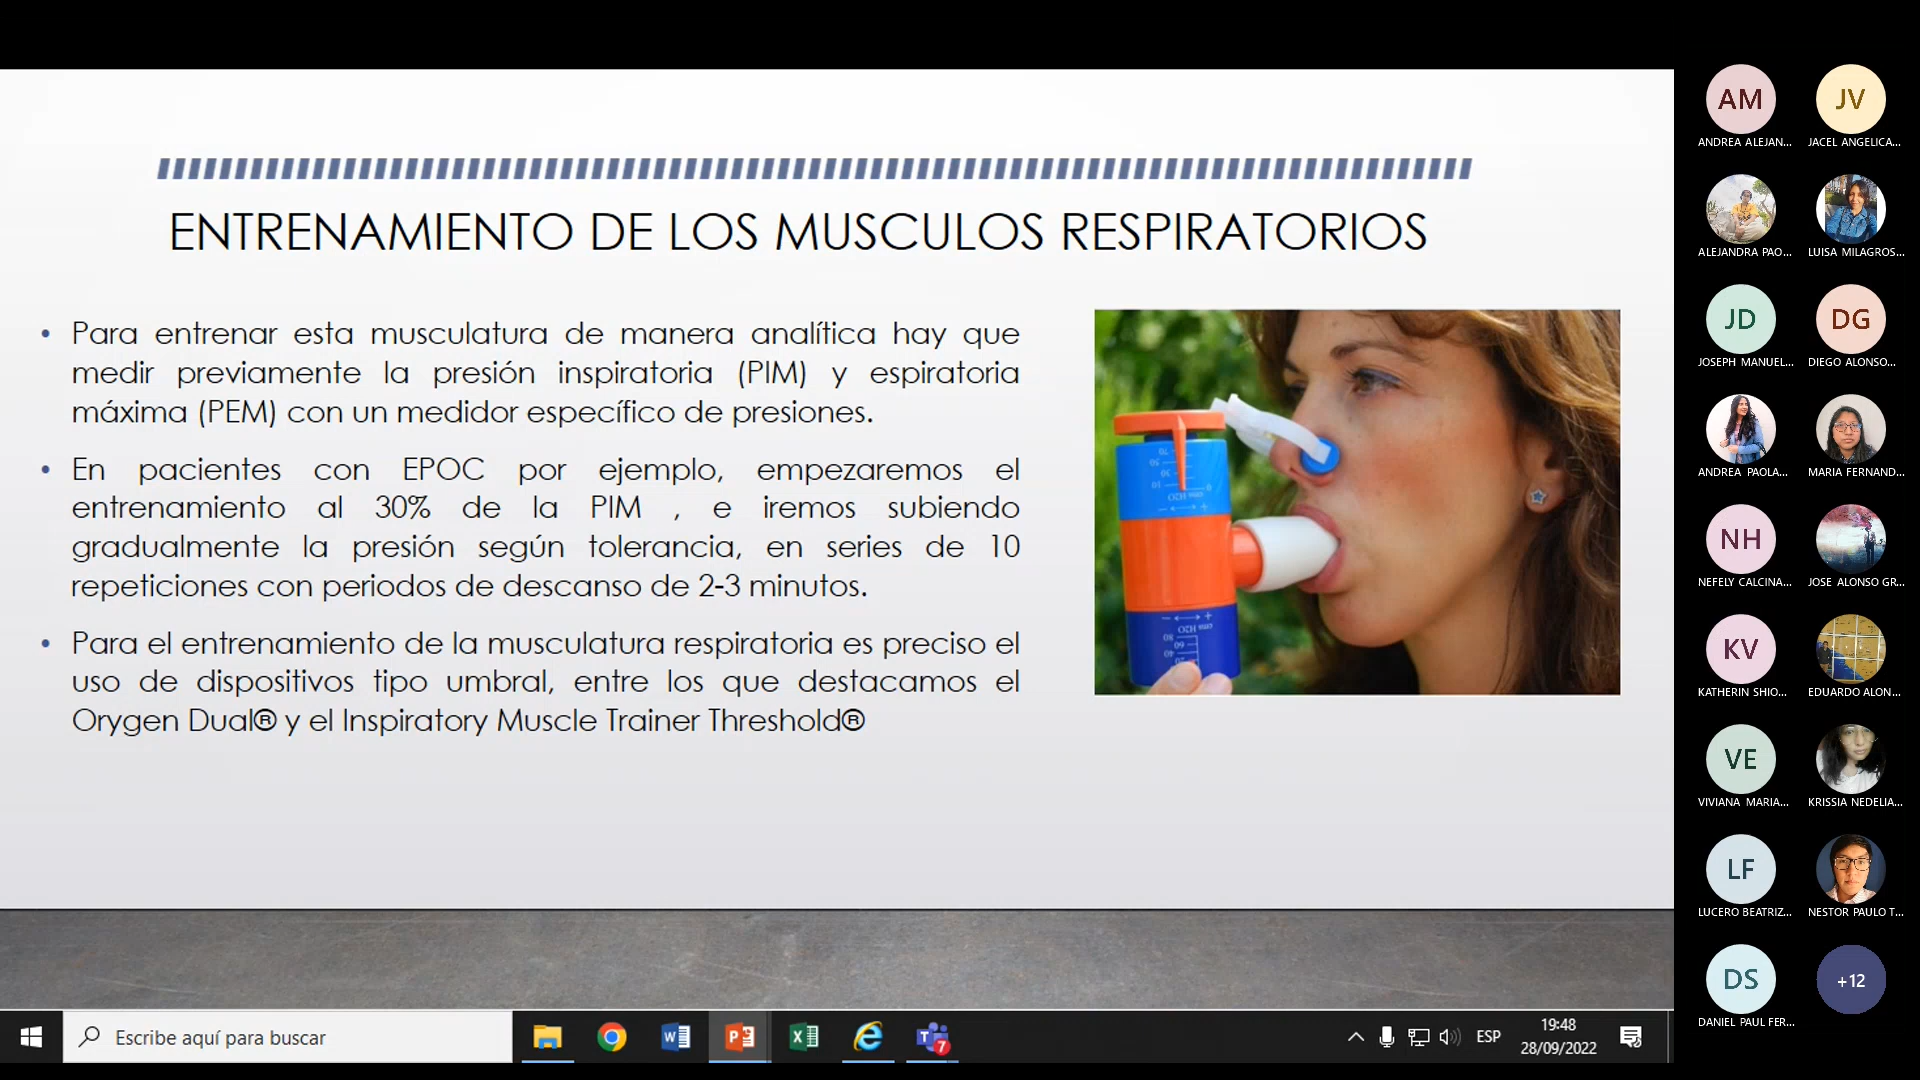 ENTRENAMIENTO DE LOS MUSCULOS RESPIRATORIOS
• Para entrenar esta musculatura de manera analítica hay que
medir previamente la presión inspiratoria (PIM) y espiratoria
máxima (PEM) con un medidor específico de presiones.
• En pacientes con EPOC por ejemplo, empezaremos el
entrenamiento al 30% de la PIM , e iremos subiendo
gradualmente la presión según tolerancia, en series de 10
repeticiones con periodos de descanso de 2-3 minutos.
• Para el entrenamiento de la musculatura respiratoria es preciso el
uso de dispositivos tipo umbral, entre los que destacamos el
Orygen Dual® y el Inspiratory Muscle Trainer Threshold®
AM
JV
ANDREA ALEJAN...
JACEL ANGELICA...
ALEJANDRA PAO...
LUISA MILAGROS...
JD
DG
JOSEPH MANUEL...
DIEGO ALONSO...
ANDREA PAOLA...
MARIA FERNAND...
NH
NEFELY CALCINA...
JOSE ALONSO GR...
KV
KATHERIN SHIO...
EDUARDO ALON...
VE
VIVIANA MARIA...
KRISSIA NEDELIA...
LF
LUCERO BEATRIZ...
NESTOR PAULO T...
DS
+12
DANIEL PAUL FER...
Escribe aquí para buscar
7
ESP
19:48
28/09/2022